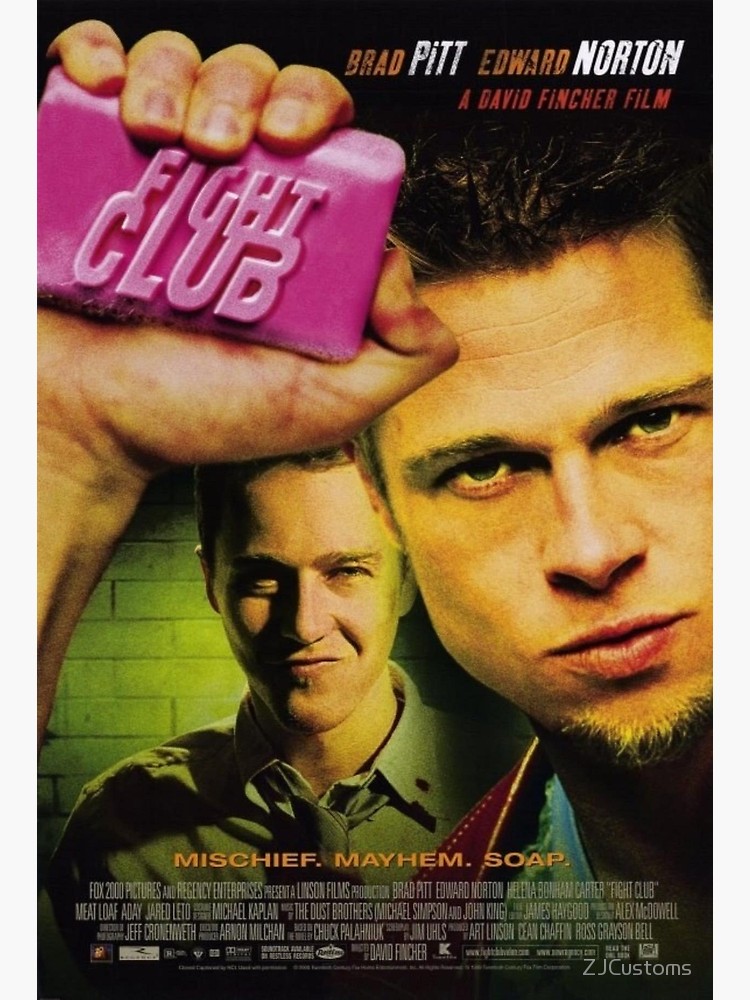 BRAD PITT EDWARD NORTON
A DAVID FINCHER FILM
FIGHT
CLUB
MISCHIEF. MAYHEM. SOAP.
FOX 2000 PICTURES AND REGENCY ENTERPRISES PRESENT A LINSON FILMS PRODUCTION BRAD PITT EDWARD NORTON HELENA BONHAM CARTER "FIGHT CLUB"
MEAT LOAF ADAY JARED LETO MICHAEL KAPLAN THE DUST BROTHERS (MICHAEL SIMPSON AND JOHN KING) JAMES HAYGOOD ALEX McDOWELL
JEFF CRONENWETH ARNON MILCHAN CHUCK PALAHNIUK JIM UHLS ART LINSON CEAN CHAFFIN ROSS GRAYSON BELL
DAVID FINCHER
ZJCustoms